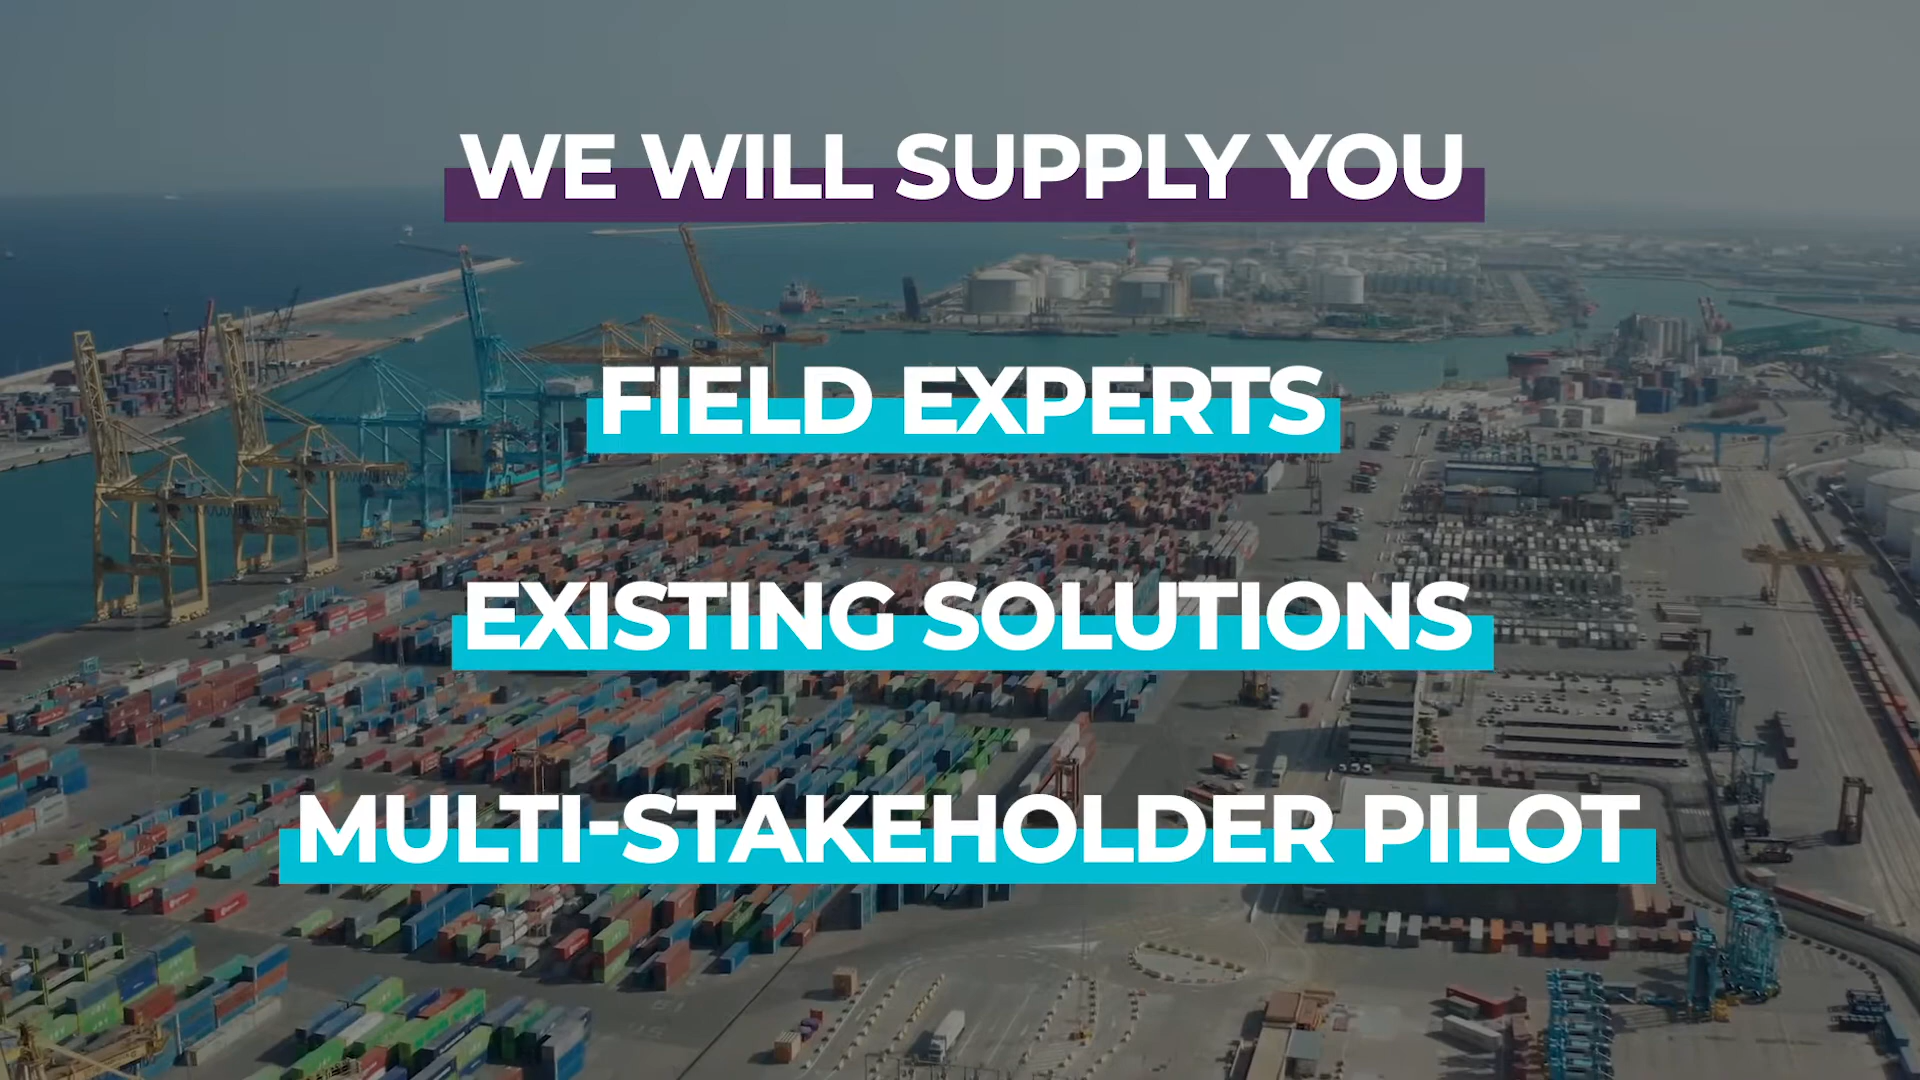 WE WILL SUPPLY YOU
FIELD EXPERTS
EXISTING SOLUTIONS
MULTI-STAKEHOLDER PILOT